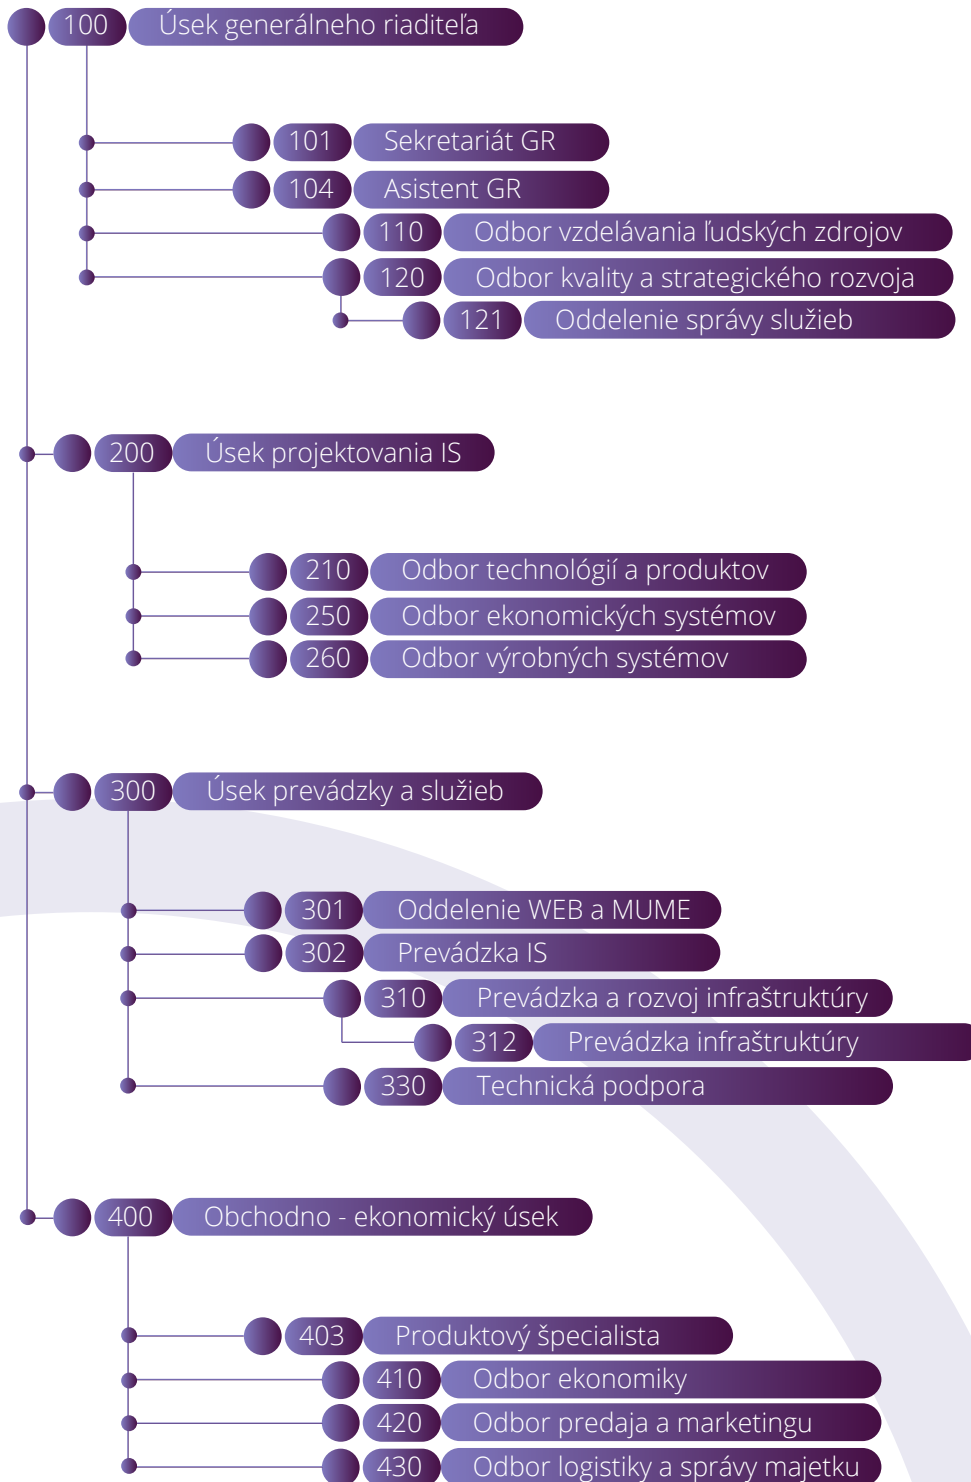 100 Úsek generálneho riaditeľa
101 Sekretariát GR
104 Asistent GR
110 Odbor vzdelávania ľudských zdrojov
120 Odbor kvality a strategického rozvoja
121 Oddelenie správy služieb
200 Úsek projektovania IS
210 Odbor technológií a produktov
250 Odbor ekonomických systémov
260 Odbor výrobných systémov
300 Úsek prevádzky a služieb
301 Oddelenie WEB a MUME
302 Prevádzka IS
310 Prevádzka a rozvoj infraštruktúry
312 Prevádzka infraštruktúry
330 Technická podpora
400 Obchodno - ekonomický úsek
403 Produktový špecialista
410 Odbor ekonomiky
420 Odbor predaja a marketingu
430 Odbor logistiky a správy majetku